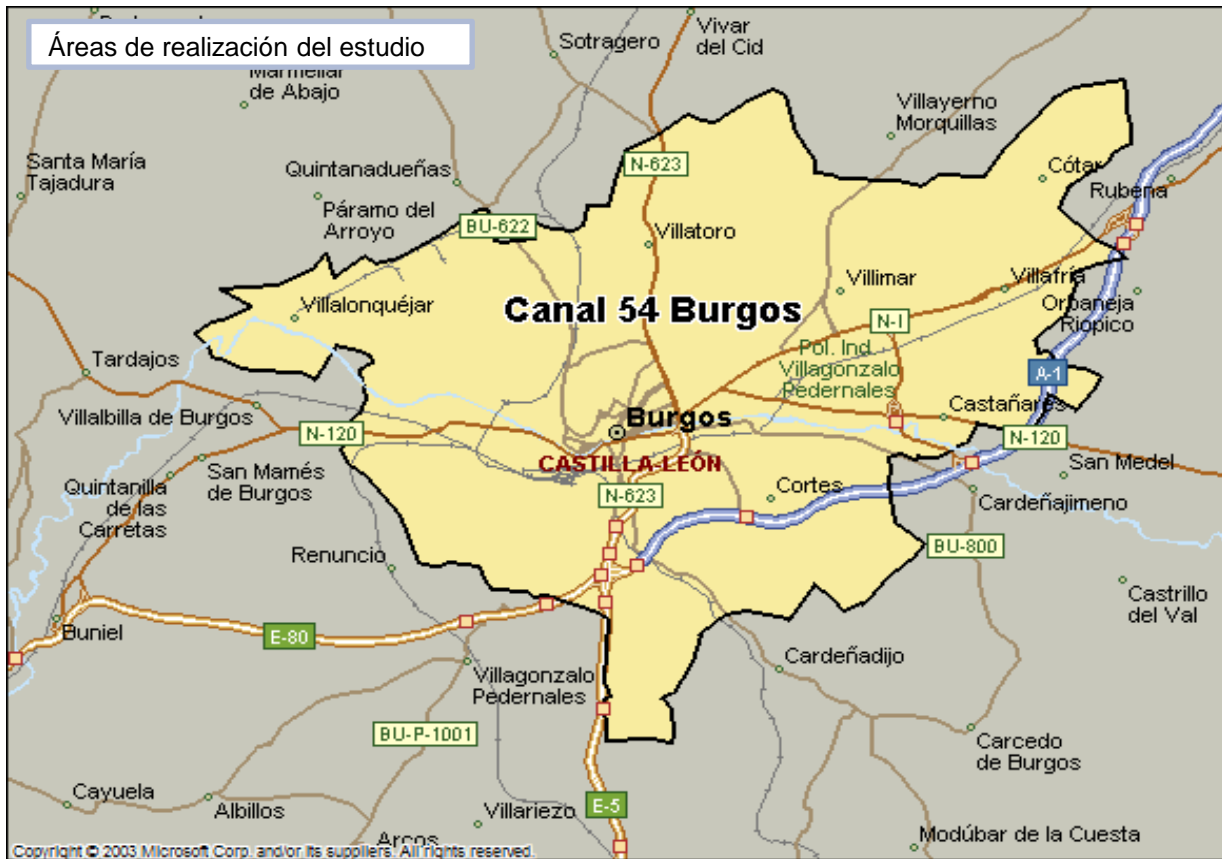 Áreas de realización del estudio
Vivar
del Cid
Sotragero
Marmellar
de Abajo
Villayerno
Morquillas
Santa María
Tajadura
Quintanadueñas
N-623
Cótar
Rubena
Páramo del
Arroyo
BU-622
Villatoro
Villimar
Villafría
Villalonquéjar
Canal 54 Burgos
Orbaneja
Riopico
N-I
Pol. Ind.
Villagonzalo
Pedernales
Tardajos
A-1
Villalbilla de Burgos
Burgos
Castañares
N-120
N-120
CASTILLA-LEÓN
San Mamés
de Burgos
San Medel
Quintanilla
de las
Carretas
N-623
Cortes
Cardeñajimeno
Renuncio
BU-800
Castrillo
del Val
Buniel
E-80
Cardeñadijo
Villagonzalo
Pedernales
BU-P-1001
Carcedo
de Burgos
Cayuela
Albillos
Villariezo
E-5
Arcos
Modúbar de la Cuesta
Copyright © 2003 Microsoft Corp. and/or its suppliers. All rights reserved.